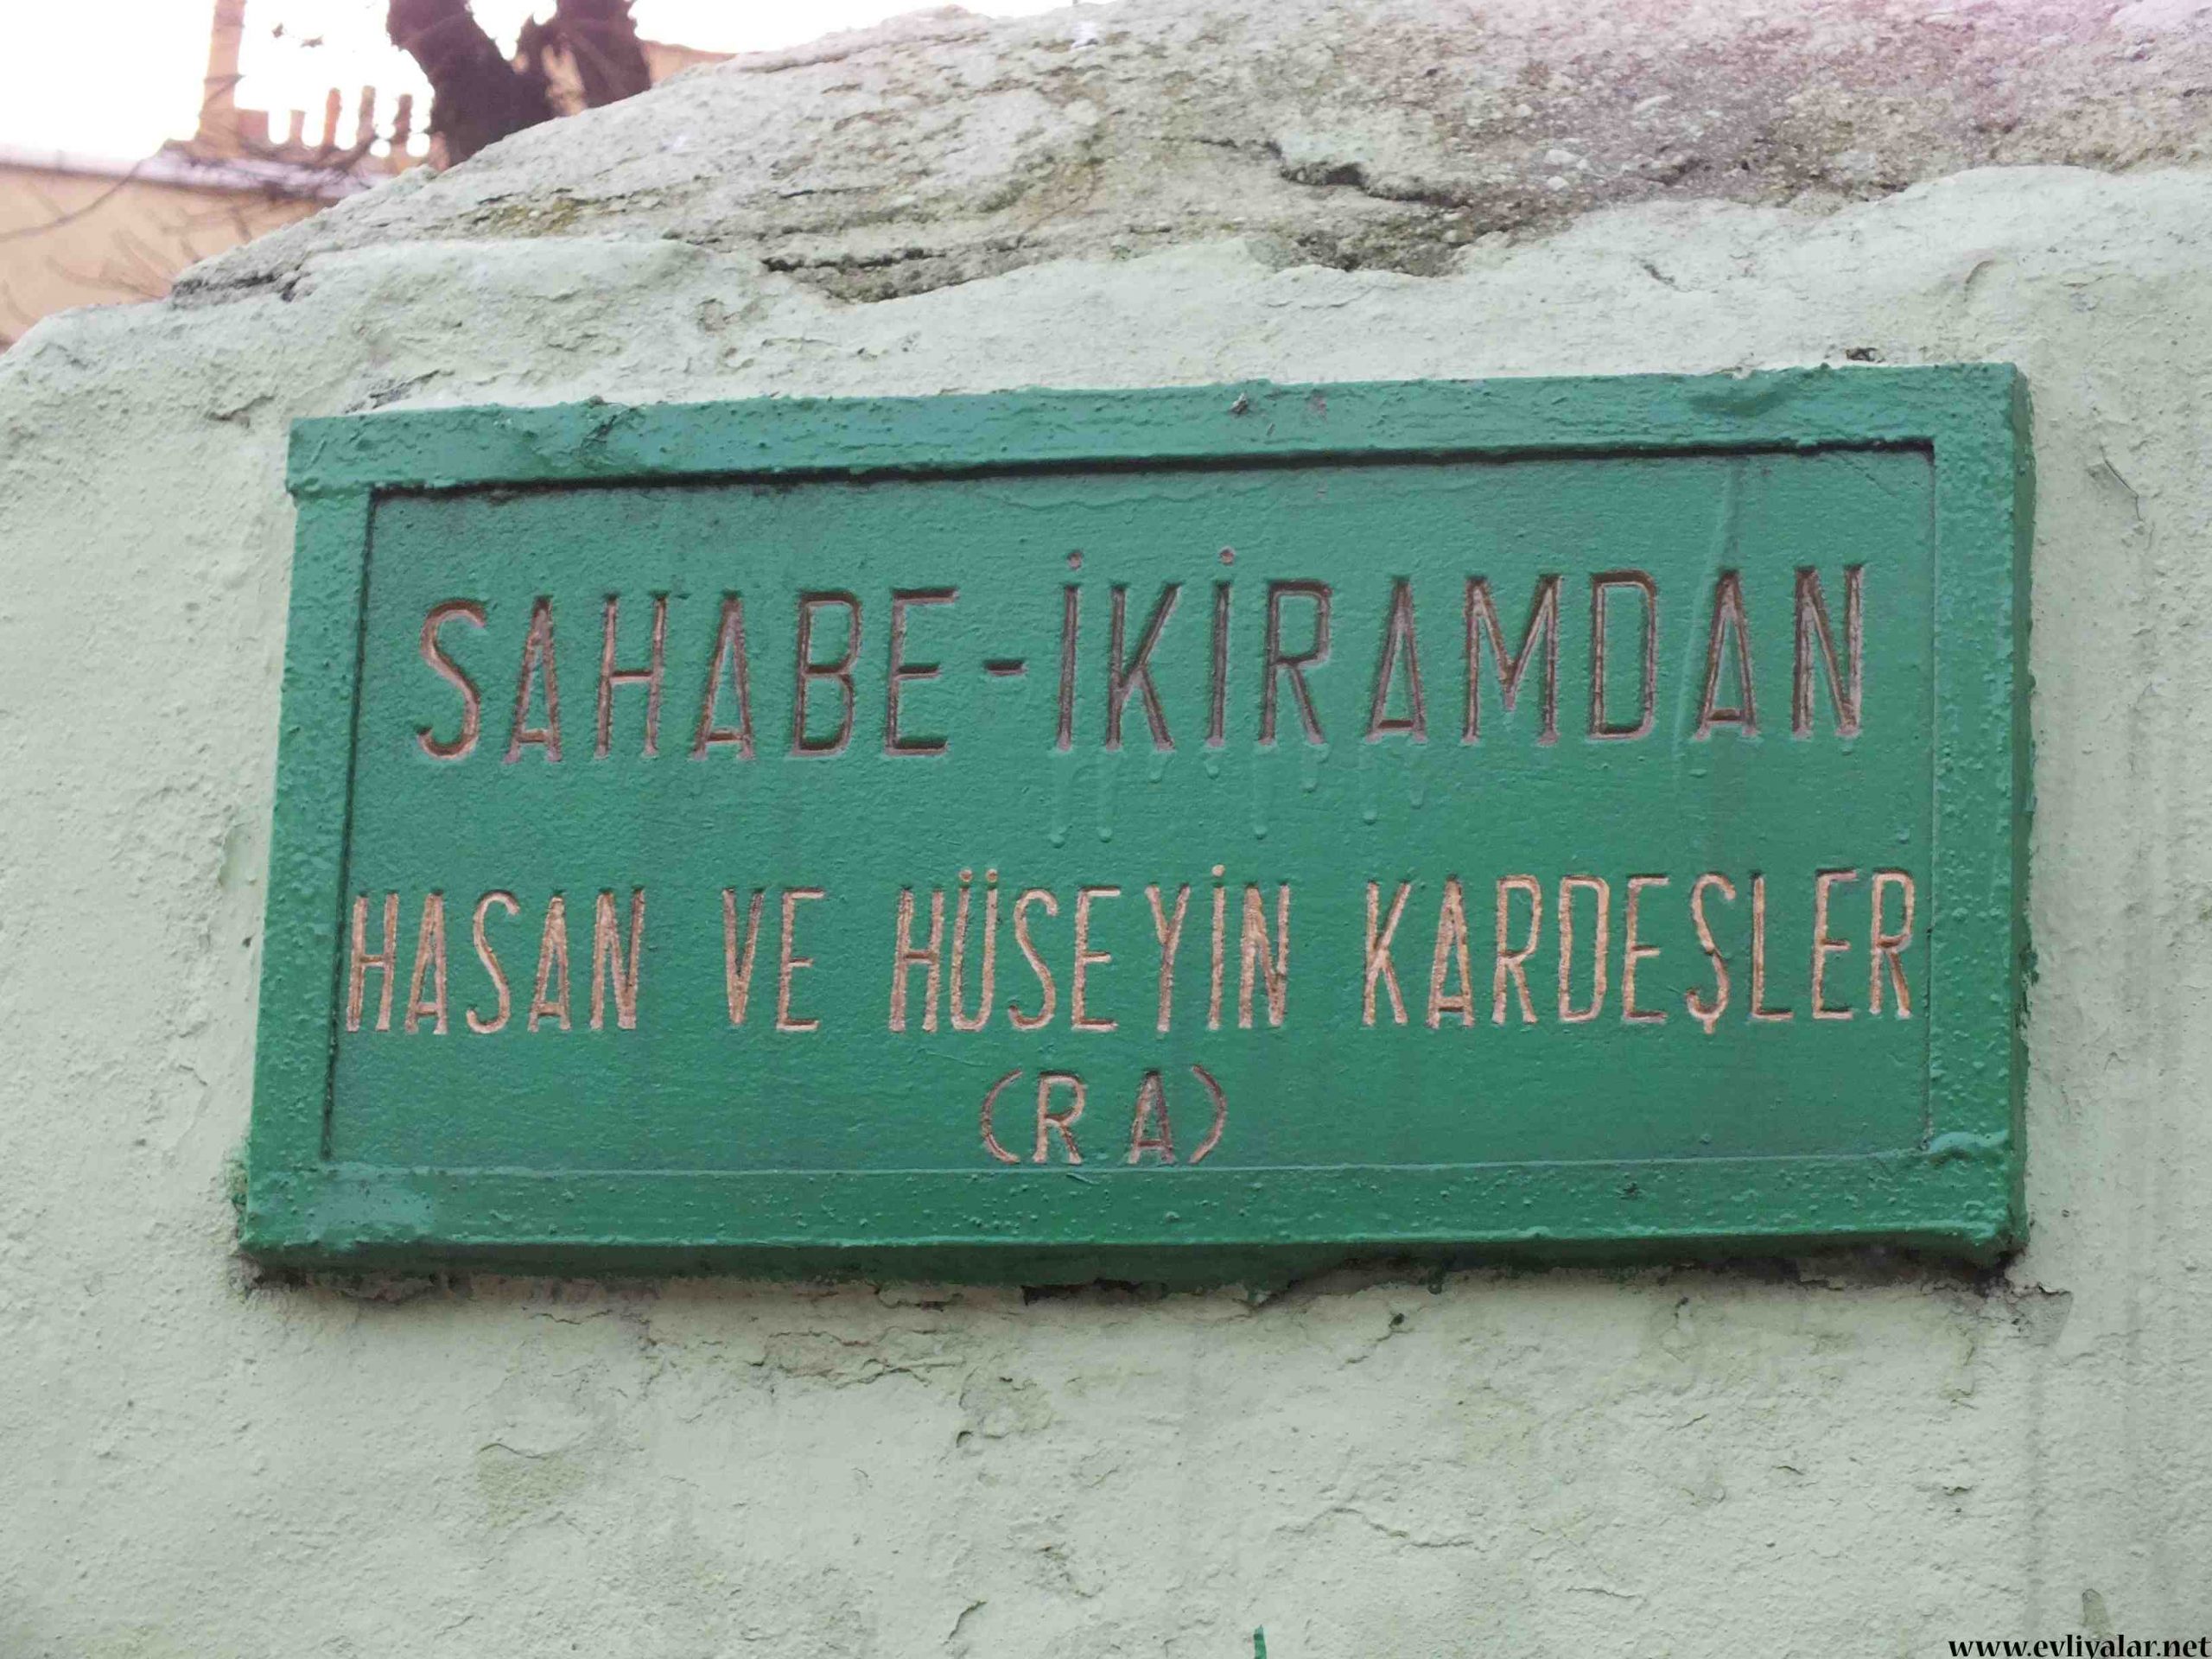 SAHABE-İKİRAMDAN
HASAN VE HÜSEYİN KARDEŞLER
(RA)
www.evliyalar.net